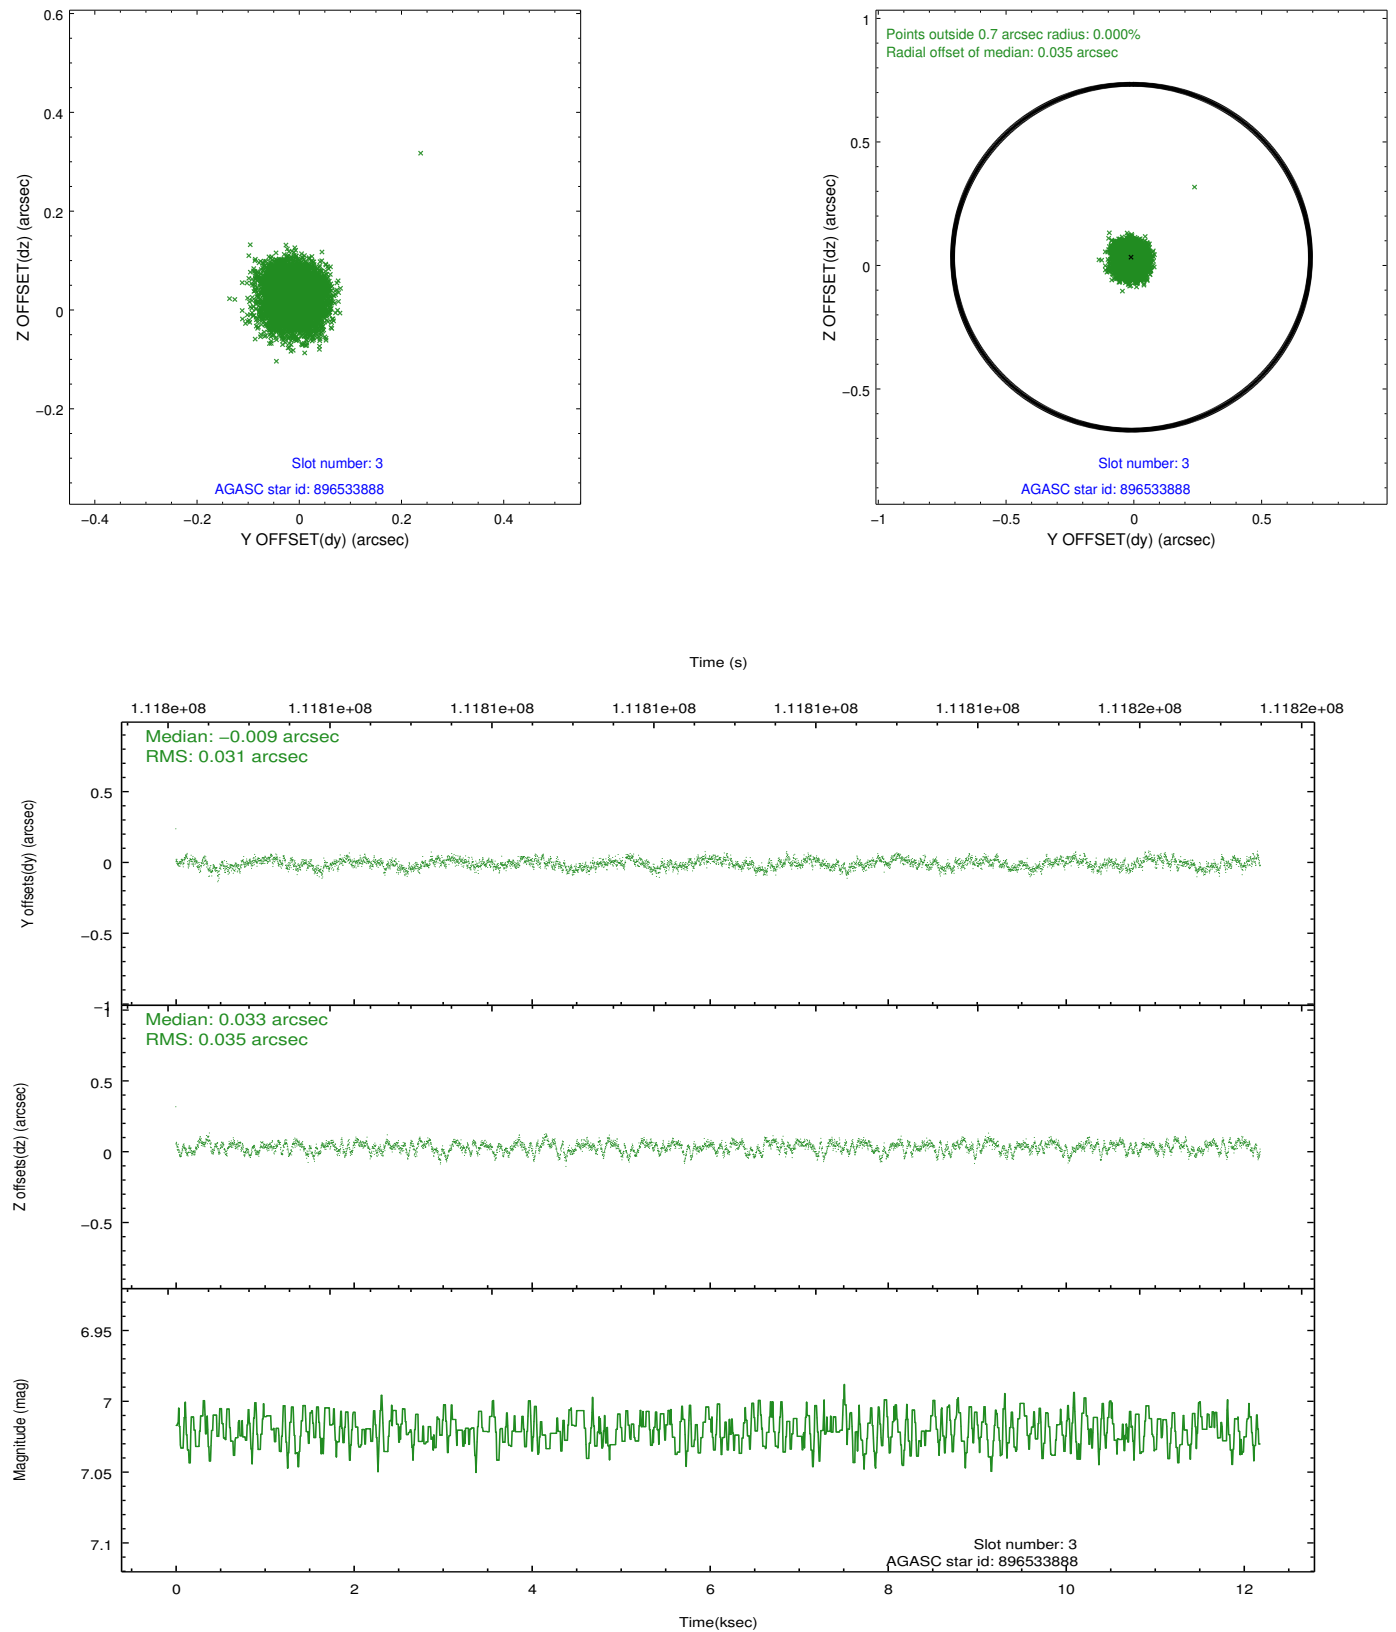 0.6
0.4
0.2
0
−0.2
Z OFFSET(dz) (arcsec)
Slot number: 3
AGASC star id: 896533888
−0.4 −0.2 0 0.2 0.4
Y OFFSET(dy) (arcsec)
Points outside 0.7 arcsec radius: 0.000%
Radial offset of median: 0.035 arcsec
1
0.5
0
−0.5
Z OFFSET(dz) (arcsec)
Slot number: 3
AGASC star id: 896533888
−1 −0.5 0 0.5
Y OFFSET(dy) (arcsec)
Time (s)
1.118e+08 1.1181e+08 1.1181e+08 1.1181e+08 1.1181e+08 1.1181e+08 1.1182e+08 1.1182e+08
Median: −0.009 arcsec
RMS: 0.031 arcsec
0.5
0
−0.5
−1
Y offsets(dy) (arcsec)
Median: 0.033 arcsec
RMS: 0.035 arcsec
1
0.5
0
−0.5
Z offsets(dz) (arcsec)
6.95
7
7.05
7.1
Magnitude (mag)
Slot number: 3
AGASC star id: 896533888
0 2 4 6 8 10 12
Time(ksec)